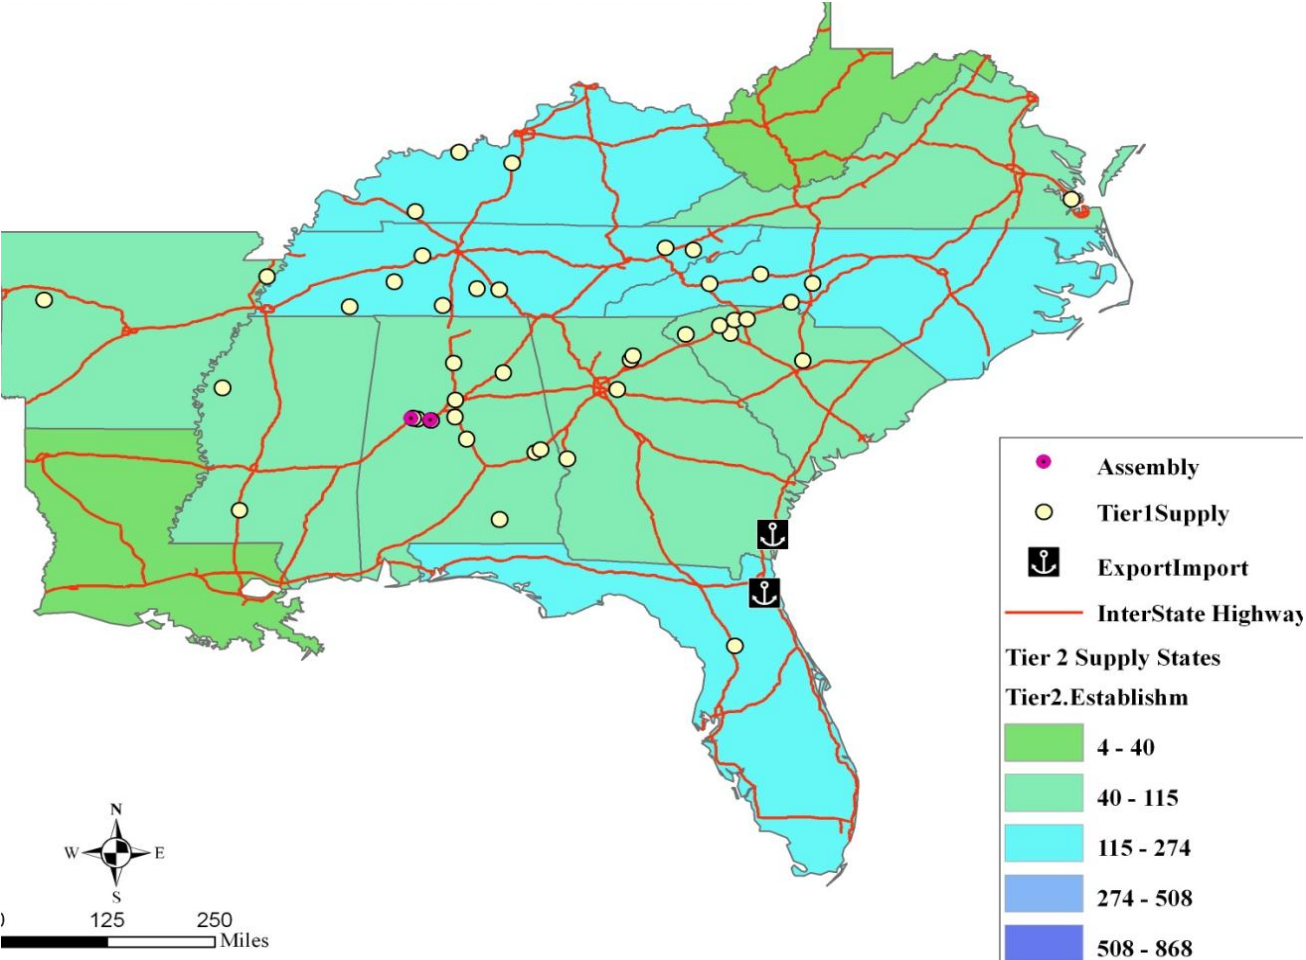 Assembly
Tier1Supply
ExportImport
InterState Highway
Tier 2 Supply States
Tier2.Establishm
4 - 40
40 - 115
115 - 274
274 - 508
508 - 868
N
W E
S
125 250
Miles